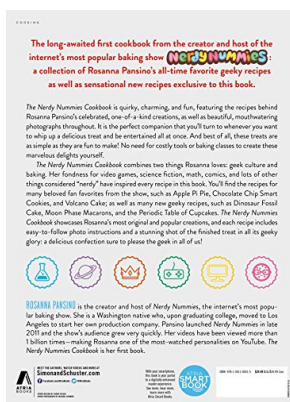 COOKING
The long-awaited first cookbook from the creator and host of the
internet's most popular baking show NERDY NUMMIES:
a collection of Rosanna Pansino's all-time favorite geeky recipes
as well as sensational new recipes exclusive to this book.
The Nerdy Nummies Cookbook is quirky, charming, and fun, featuring the recipes behind
Rosanna Pansino's celebrated, one-of-a-kind creations, as well as beautiful, mouthwatering
photographs throughout. It is the perfect companion that you'll turn to whenever you want
to whip up a delicious treat and be entertained all at once. And best of all, these treats are
as simple as they are fun to make! No need for costly tools or baking classes to create these
marvelous delights yourself.
The Nerdy Nummies Cookbook combines two things Rosanna loves: geek culture and
baking. Her fondness for video games, science fiction, math, comics, and lots of other
things considered "nerdy" have inspired every recipe in this book. You'll find the recipes for
many beloved fan favorites from the show, such as Apple Pi Pie, Chocolate Chip Smart
Cookies, and Volcano Cake; as well as many new geeky recipes, such as Dinosaur Fossil
Cake, Moon Phase Macarons, and the Periodic Table of Cupcakes. The Nerdy Nummies
Cookbook showcases Rosanna's most original and popular creations, and each recipe includes
easy-to-follow photo instructions and a stunning shot of the finished treat in all its geeky
glory: a delicious confection sure to please the geek in all of us!
ROSANNA PANSINO is the creator and host of Nerdy Nummies, the internet's most popu-
lar baking show. She is a Washington native who, upon graduating college, moved to Los
Angeles to start her own production company. Pansino launched Nerdy Nummies in late
2011 and the show's audience grew very quickly. Her videos have been viewed more than
1 billion times—making Rosanna one of the most-watched personalities on YouTube. The
Nerdy Nummies Cookbook is her first book.
ATRIA
BOOKS
SimonandSchuster.com
ATRIA
SMART
BOOK